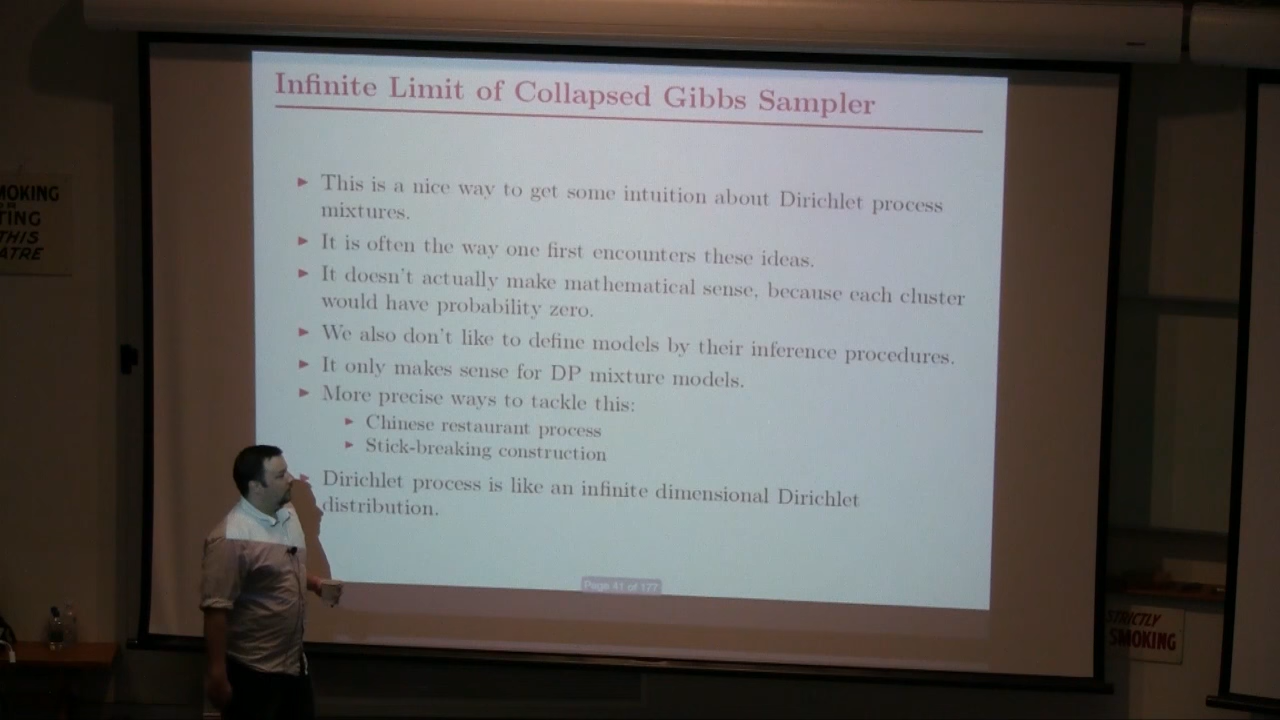 Infinite Limit of Collapsed Gibbs Sampler
► This is a nice way to get some intuition about Dirichlet process
mixtures.
► It is often the way one first encounters these ideas.
► It doesn't actually make mathematical sense, because each cluster
would have probability zero.
► We also don't like to define models by their inference procedures.
► It only makes sense for DP mixture models.
► More precise ways to tackle this:
► Chinese restaurant process
► Stick-breaking construction
► Dirichlet process is like an infinite dimensional Dirichlet
distribution.
Page 41 of 177
MOKING
TING
THIS
ATRE
STRICTLY
SMOKING